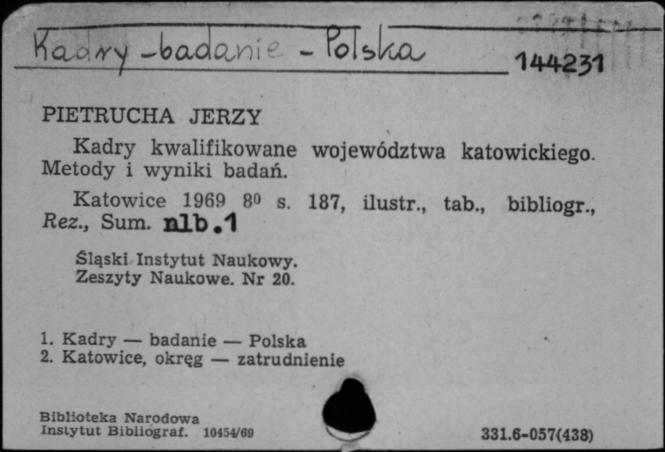 Kadry - badanie - Polska
144231
PIETRUCHA JERZY
Kadry kwalifikowane województwa katowickiego.
Metody i wyniki badań.
Katowice 1969 8⁰ s. 187, ilustr., tab., bibliogr.,
Rez., Sum. nlb.1
Śląski Instytut Naukowy.
Zeszyty Naukowe. Nr 20.
1. Kadry — badanie — Polska
2. Katowice, okręg — zatrudnienie
Biblioteka Narodowa
Instytut Bibliograf. 10454/69
331.6-057(438)